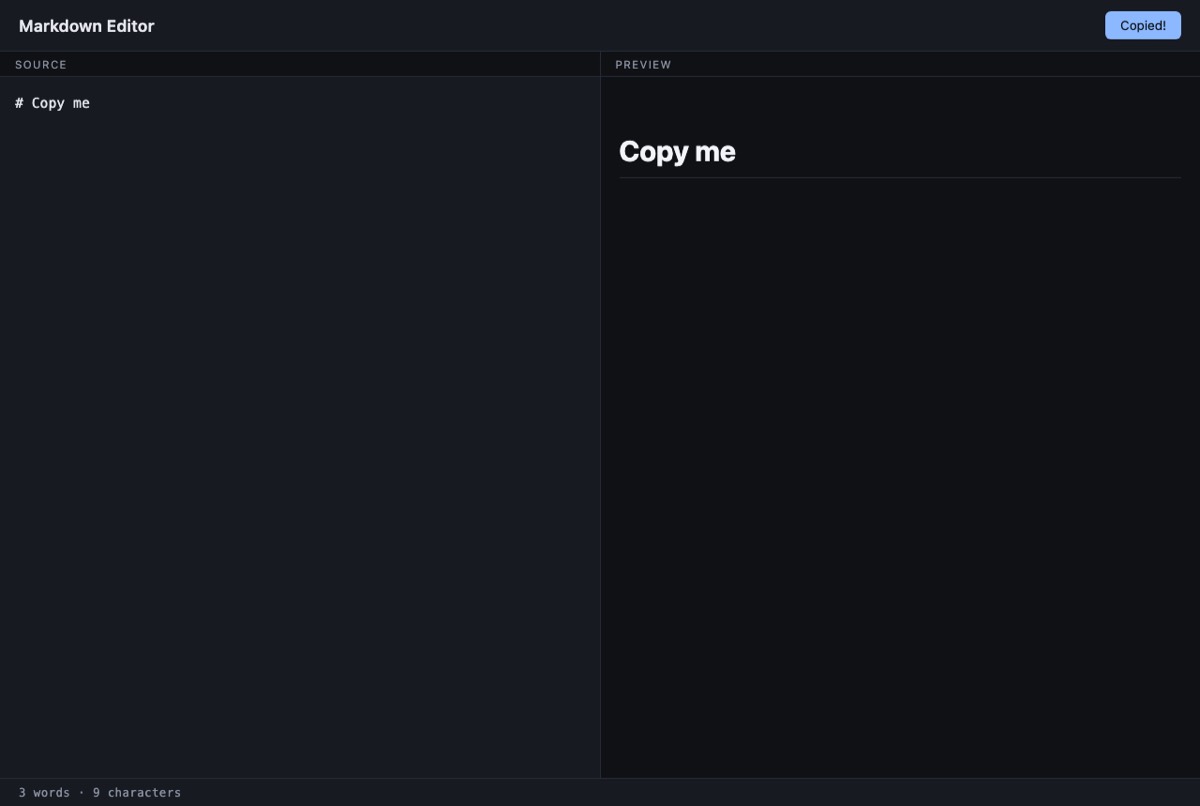 Markdown Editor
Copied!
SOURCE
PREVIEW
# Copy me
Copy me
3 words · 9 characters